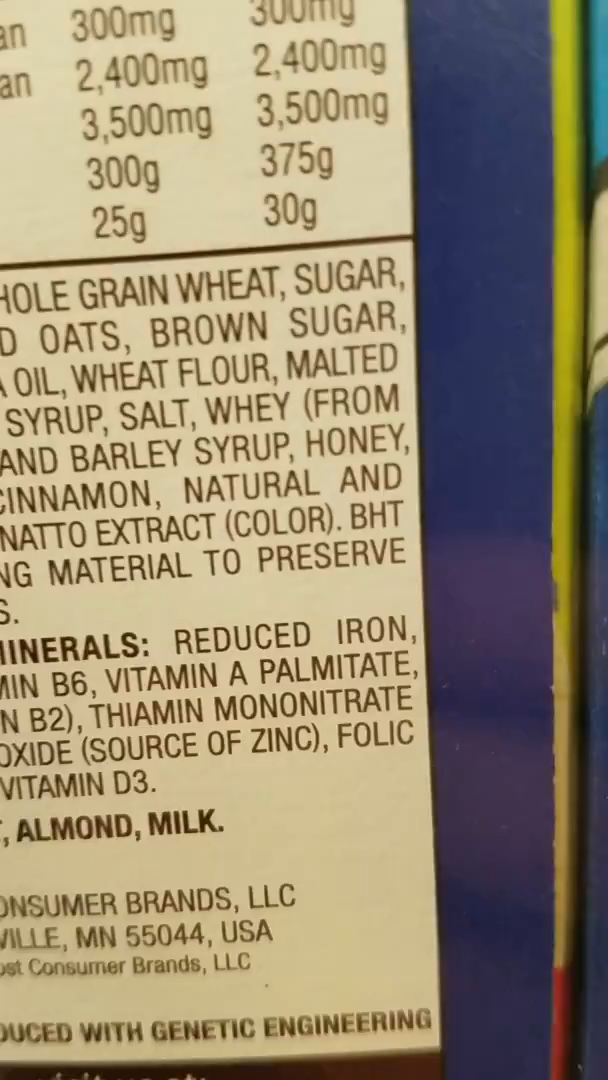 300mg 300mg
2,400mg 2,400mg
3,500mg 3,500mg
300g 375g
25g 30g
HOLE GRAIN WHEAT, SUGAR,
D OATS, BROWN SUGAR,
OIL, WHEAT FLOUR, MALTED
SYRUP, SALT, WHEY (FROM
AND BARLEY SYRUP, HONEY,
CINNAMON, NATURAL AND
NATTO EXTRACT (COLOR). BHT
NG MATERIAL TO PRESERVE
S.
MINERALS: REDUCED IRON,
MIN B6, VITAMIN A PALMITATE,
N B2), THIAMIN MONONITRATE
OXIDE (SOURCE OF ZINC), FOLIC
VITAMIN D3.
, ALMOND, MILK.
ONSUMER BRANDS, LLC
VILLE, MN 55044, USA
ost Consumer Brands, LLC
DUCED WITH GENETIC ENGINEERING